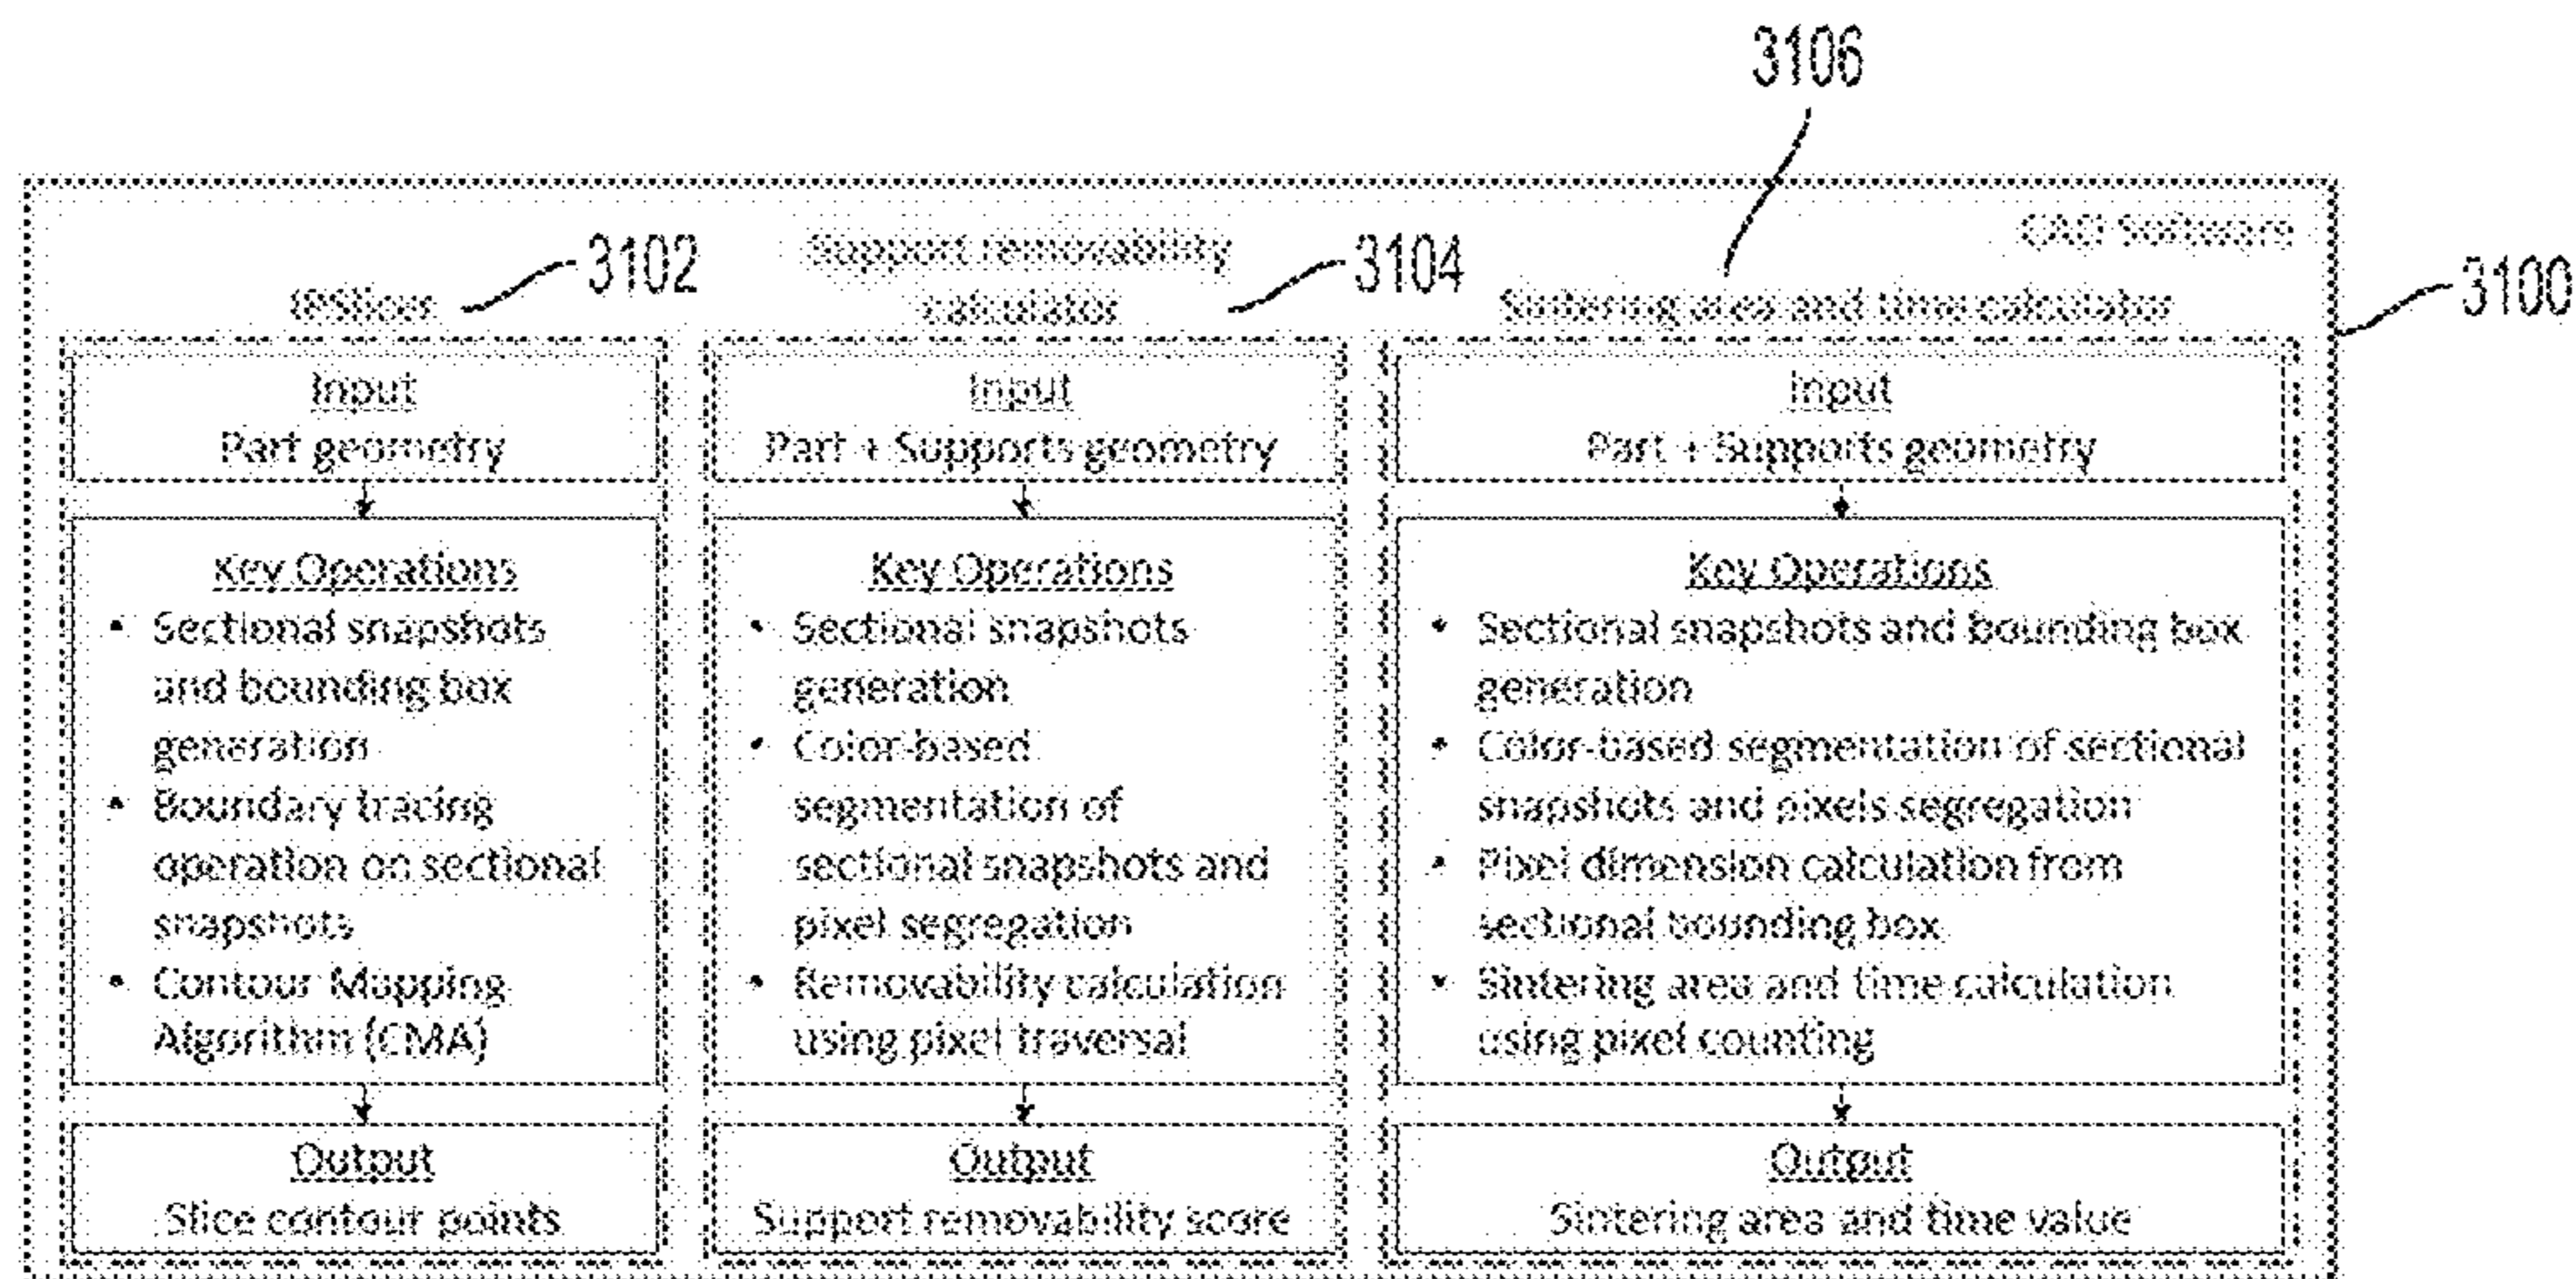 3106
CAD Software
3100
IPSlicer
3102
Support removability
calculator
3104
Sintering area and time calculator
Input
Part geometry
Key Operations
• Sectional snapshots
and bounding box
generation
• Boundary tracing
operation on sectional
snapshots
• Contour Mapping
Algorithm (CMA)
Output
Slice contour points
Input
Part + Supports geometry
Key Operations
• Sectional snapshots
generation
• Color-based
segmentation of
sectional snapshots and
pixel segregation
• Removability calculation
using pixel traversal
Output
Support removability score
Input
Part + Supports geometry
Key Operations
• Sectional snapshots and bounding box
generation
• Color-based segmentation of sectional
snapshots and pixels segregation
• Pixel dimension calculation from
sectional bounding box
• Sintering area and time calculation
using pixel counting
Output
Sintering area and time value